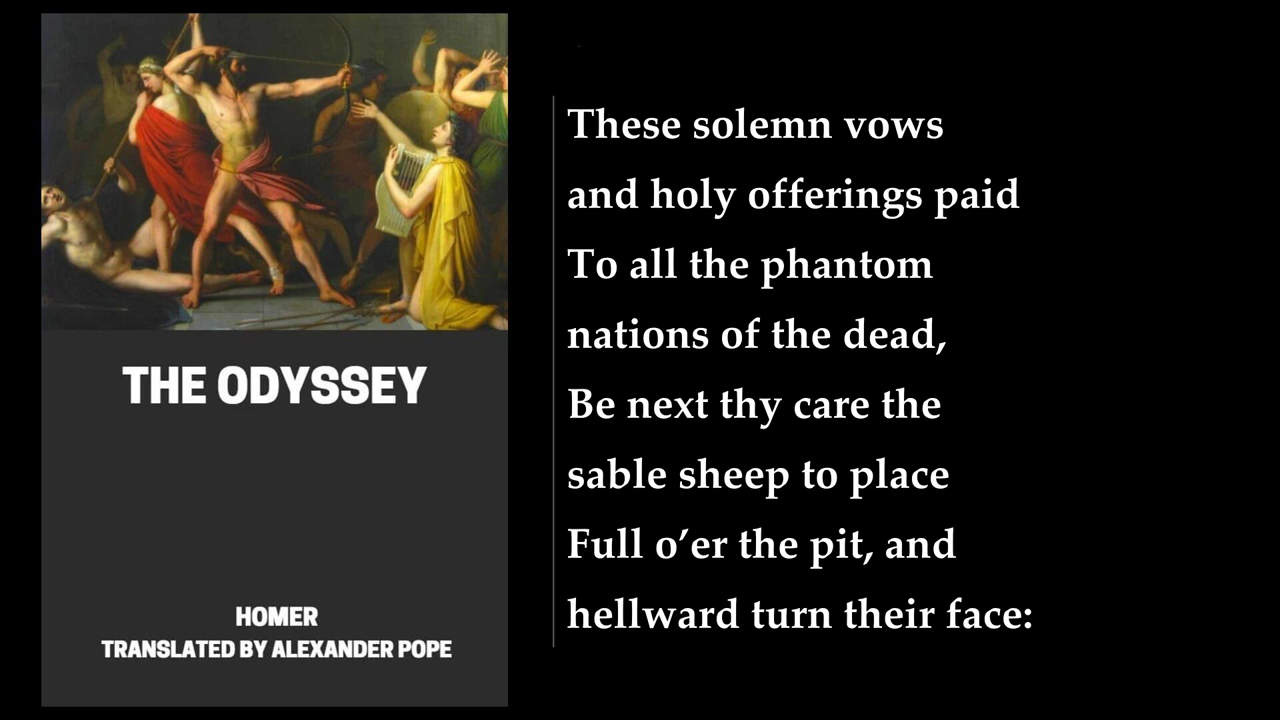 THE ODYSSEY
HOMER
TRANSLATED BY ALEXANDER POPE
These solemn vows
and holy offerings paid
To all the phantom
nations of the dead,
Be next thy care the
sable sheep to place
Full o’er the pit, and
hellward turn their face: